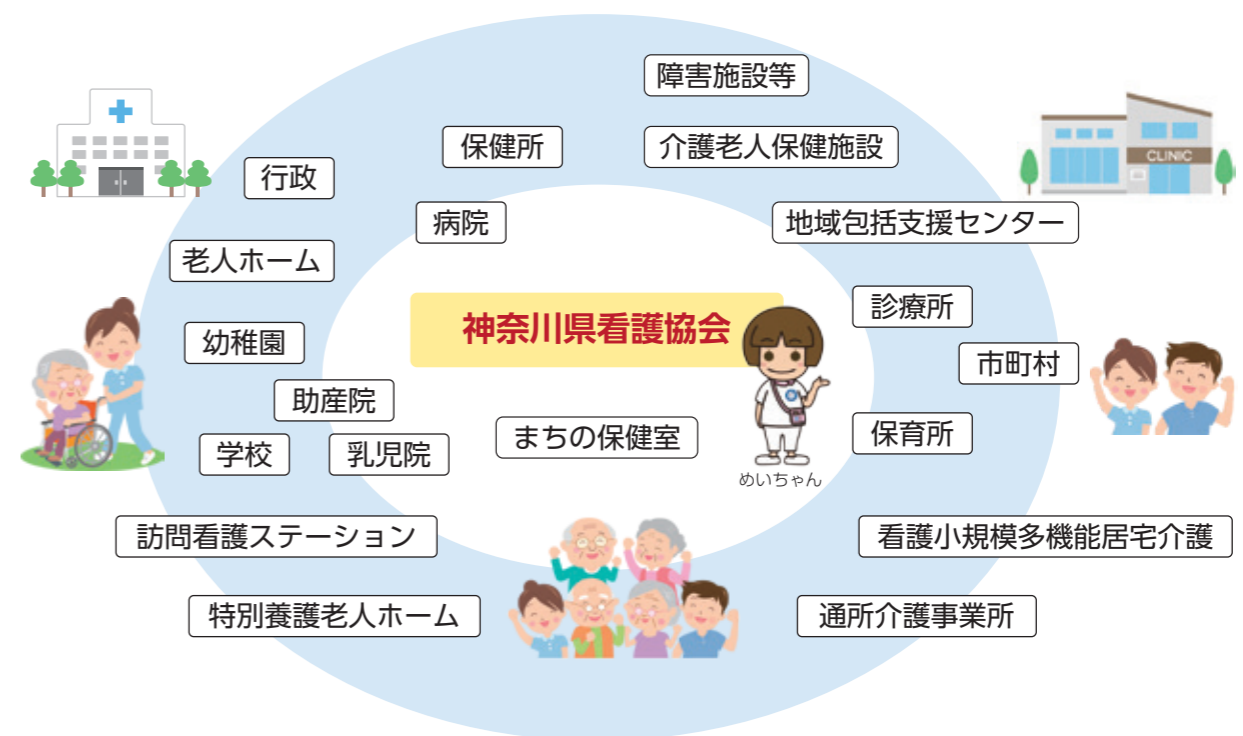 障害施設等
保健所
介護老人保健施設
CLINIC
行政
病院
地域包括支援センター
老人ホーム
診療所
神奈川県看護協会
幼稚園
市町村
助産院
まちの保健室
保育所
学校
乳児院
めいちゃん
訪問看護ステーション
看護小規模多機能居宅介護
特別養護老人ホーム
通所介護事業所